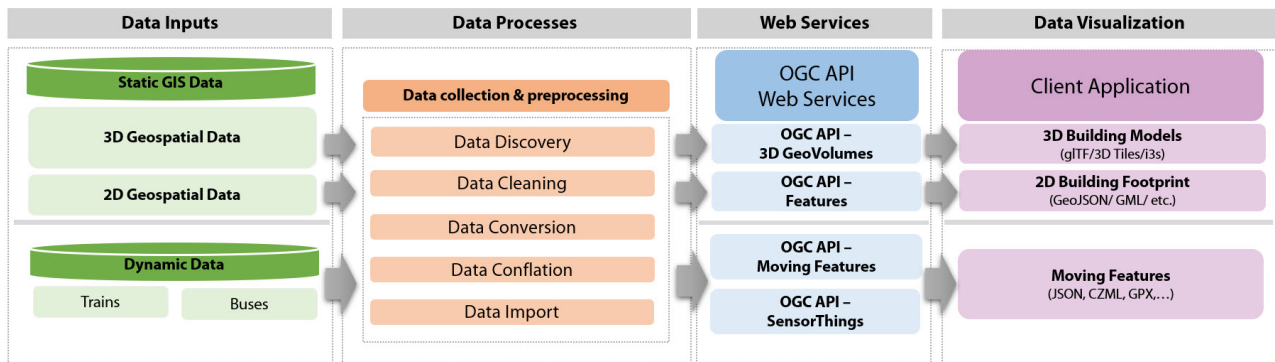 Data Inputs
Data Processes
Web Services
Data Visualization
Static GIS Data
3D Geospatial Data
2D Geospatial Data
Dynamic Data
Trains
Buses
Data collection & preprocessing
Data Discovery
Data Cleaning
Data Conversion
Data Conflation
Data Import
OGC API
Web Services
OGC API –
3D GeoVolumes
OGC API –
Features
OGC API –
Moving Features
OGC API –
SensorThings
Client Application
3D Building Models
(glTF/3D Tiles/i3s)
2D Building Footprint
(GeoJSON/ GML/ etc.)
Moving Features
(JSON, CZML, GPX,...)